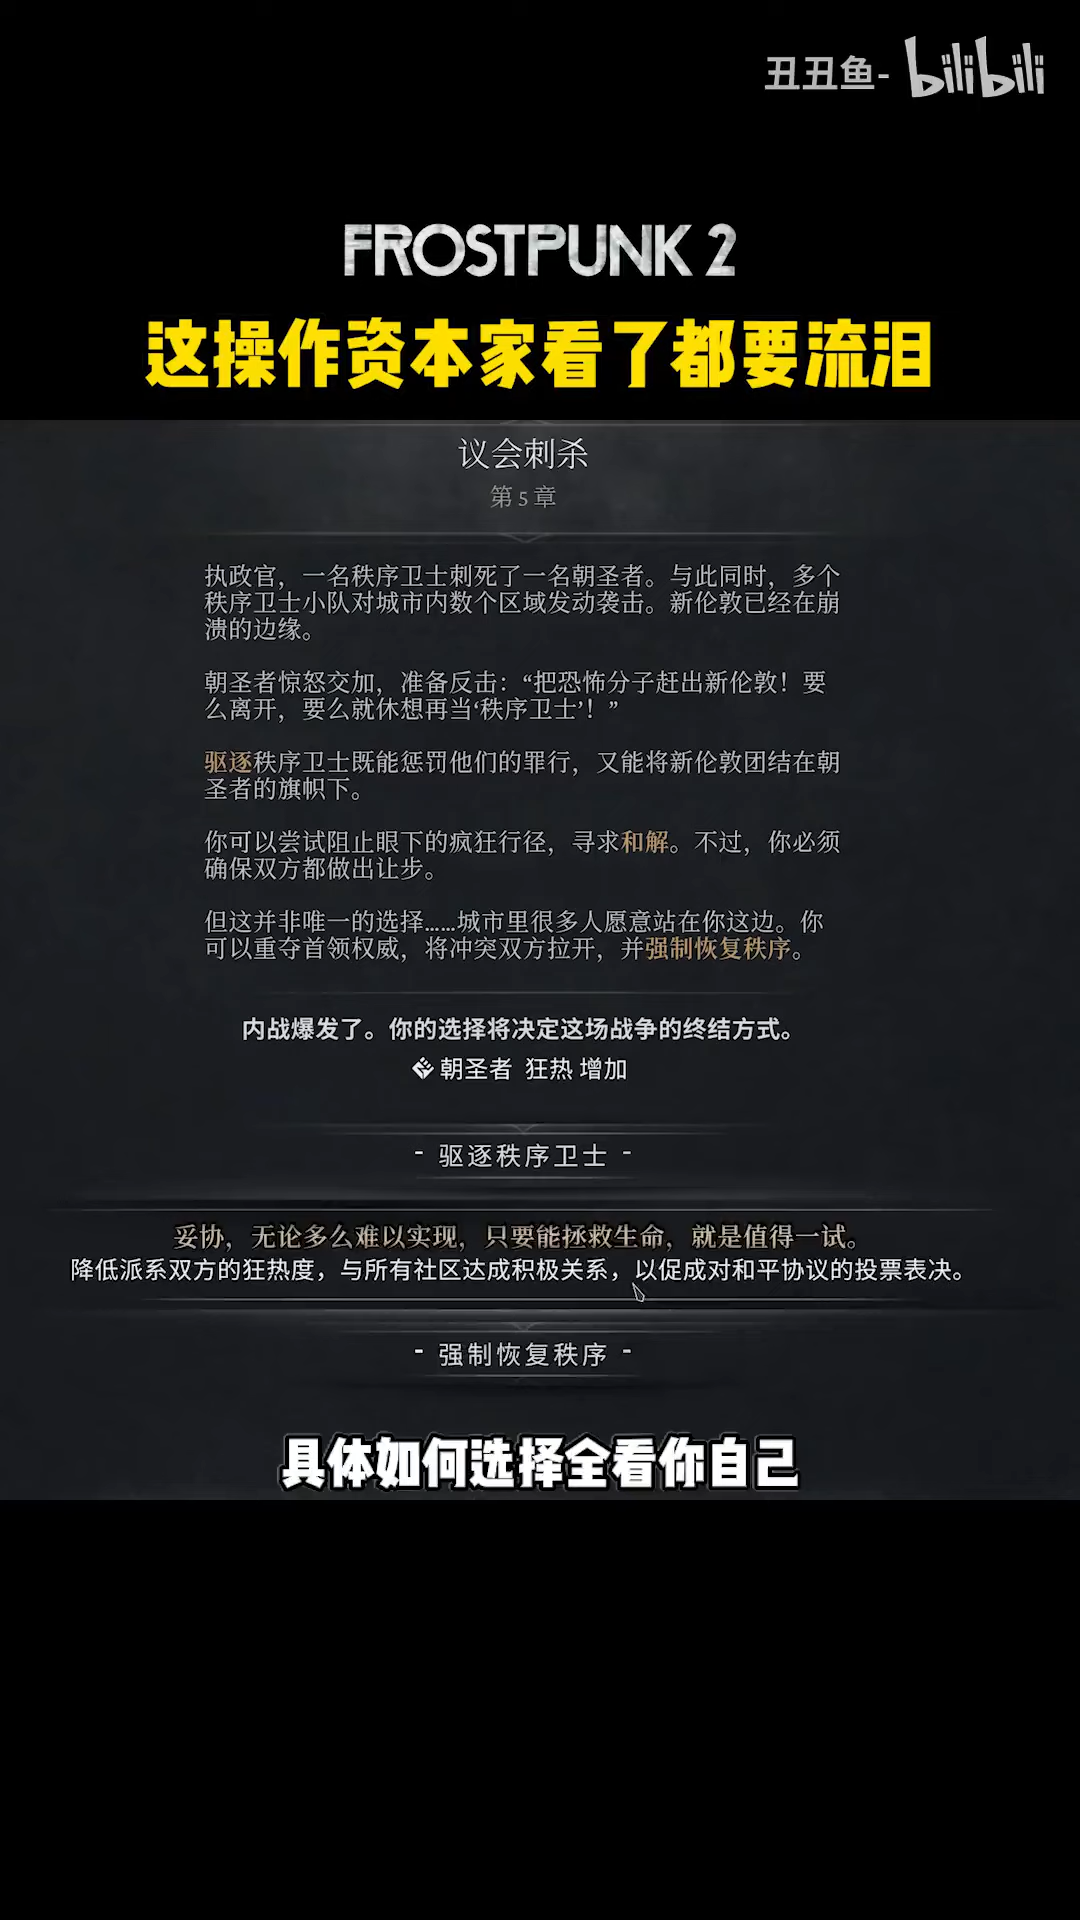 丑丑鱼- bilibili
FROSTPUNK 2
这操作资本家看了都要流泪
议会刺杀
第 5 章
执政官，一名秩序卫士刺死了一名朝圣者。与此同时，多个
秩序卫士小队对城市内数个区域发动袭击。新伦敦已经在崩
溃的边缘。
朝圣者惊怒交加，准备反击：“把恐怖分子赶出新伦敦！要
么离开，要么就休想再当‘秩序卫士’！”
驱逐秩序卫士既能惩罚他们的罪行，又能将新伦敦团结在朝
圣者的旗帜下。
你可以尝试阻止眼下的疯狂行径，寻求和解。不过，你必须
确保双方都做出让步。
但这并非唯一的选择……城市里很多人愿意站在你这边。你
可以重夺首领权威，将冲突双方拉开，并强制恢复秩序。
内战爆发了。你的选择将决定这场战争的终结方式。
朝圣者 狂热 增加
- 驱逐秩序卫士 -
妥协，无论多么难以实现，只要能拯救生命，就是值得一试。
降低派系双方的狂热度，与所有社区达成积极关系，以促成对和平协议的投票表决。
- 强制恢复秩序 -
具体如何选择全看你自己